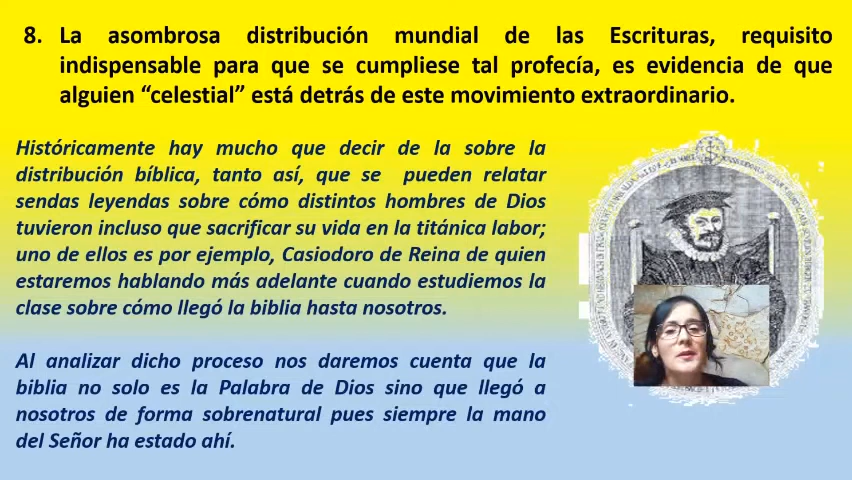 8. La asombrosa distribución mundial de las Escrituras, requisito
indispensable para que se cumpliese tal profecía, es evidencia de que
alguien “celestial” está detrás de este movimiento extraordinario.
Históricamente hay mucho que decir de la sobre la
distribución bíblica, tanto así, que se pueden relatar
sendas leyendas sobre cómo distintos hombres de Dios
tuvieron incluso que sacrificar su vida en la titánica labor;
uno de ellos es por ejemplo, Casiodoro de Reina de quien
estaremos hablando más adelante cuando estudiemos la
clase sobre cómo llegó la biblia hasta nosotros.
Al analizar dicho proceso nos daremos cuenta que la
biblia no solo es la Palabra de Dios sino que llegó a
nosotros de forma sobrenatural pues siempre la mano
del Señor ha estado ahí.